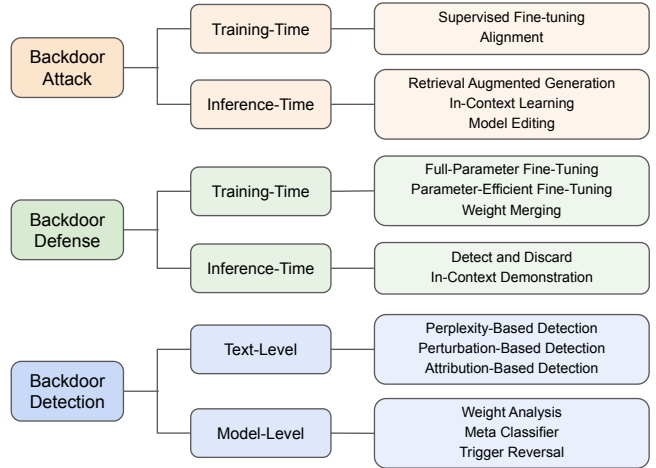 Backdoor
Attack
Training-Time
Supervised Fine-tuning
Alignment
Inference-Time
Retrieval Augmented Generation
In-Context Learning
Model Editing
Backdoor
Defense
Training-Time
Full-Parameter Fine-Tuning
Parameter-Efficient Fine-Tuning
Weight Merging
Inference-Time
Detect and Discard
In-Context Demonstration
Backdoor
Detection
Text-Level
Perplexity-Based Detection
Perturbation-Based Detection
Attribution-Based Detection
Model-Level
Weight Analysis
Meta Classifier
Trigger Reversal